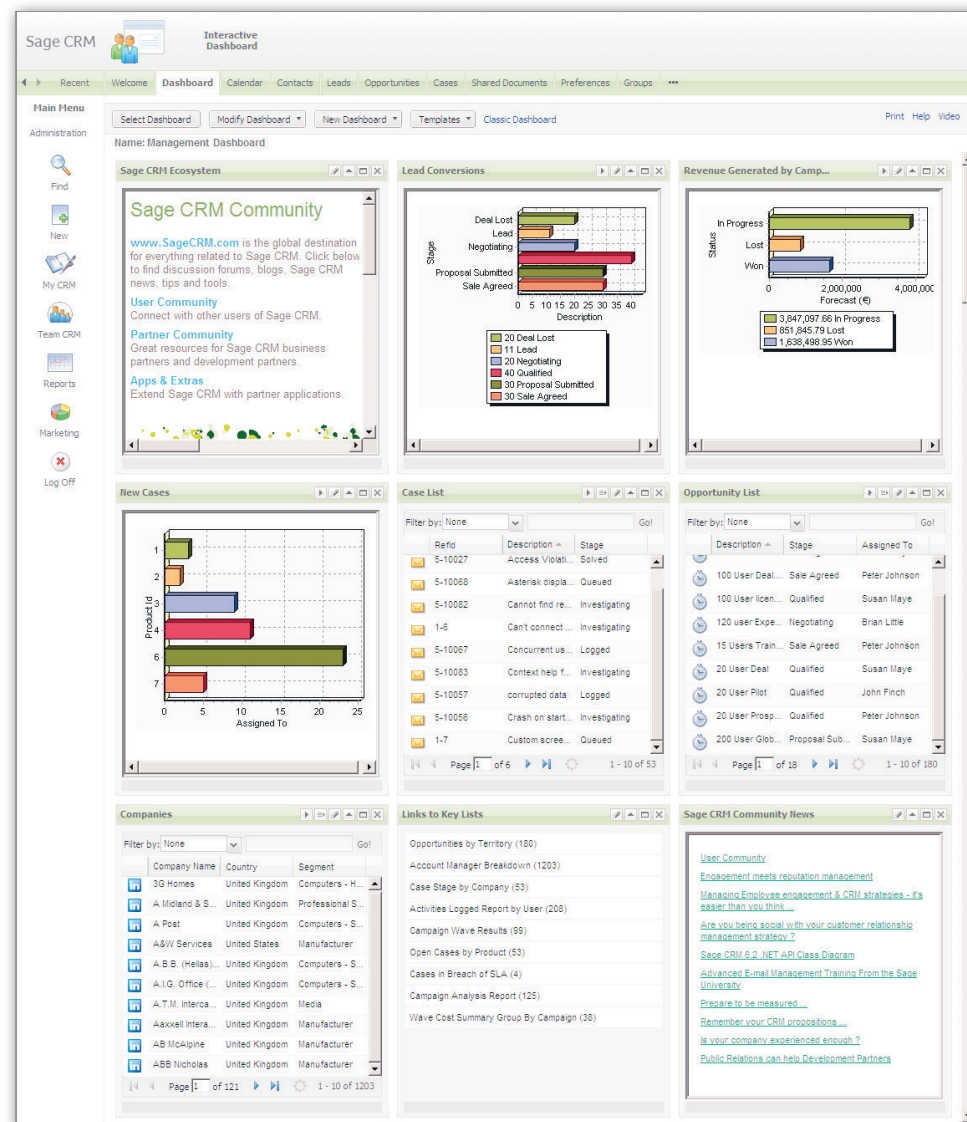 Sage CRM
Interactive
Dashboard
Recent
Welcome Dashboard Calendar Contacts Leads Opportunities Cases Shared Documents Preferences Groups •••
Main Menu
Administration
Find
New
My CRM
Team CRM
Reports
Marketing
Log Off
Select Dashboard Modify Dashboard New Dashboard Templates Classic Dashboard
Print Help Video
Name: Management Dashboard
Sage CRM Ecosystem
Sage CRM Community
www.SageCRM.com is the global destination
for everything related to Sage CRM. Click below
to find discussion forums, blogs, Sage CRM
news, tips and tools.
User Community
Connect with other users of Sage CRM.
Partner Community
Great resources for Sage CRM business
partners and development partners.
Apps & Extras
Extend Sage CRM with partner applications.
Lead Conversions
Stage
Deal Lost
Lead
Negotiating
Proposal Submitted
Sale Agreed
0 5 10 15 20 25 30 35 40
Description
20 Deal Lost
11 Lead
20 Negotiating
40 Qualified
30 Proposal Submitted
30 Sale Agreed
Revenue Generated by Camp...
Status
In Progress
Lost
Won
0 2,000,000 4,000,00
Forecast (€)
3,847,097.66 In Progress
851,845.79 Lost
1,638,498.95 Won
New Cases
Product Id
1
2
3
4
6
7
0 5 10 15 20 25
Assigned To
Case List
Filter by: None Go!
RefId Description Stage
5-10027 Access Violati... Solved
5-10068 Asterisk displa... Queued
5-10082 Cannot find re... Investigating
1-6 Can't connect ... Investigating
5-10067 Concurrent us... Logged
5-10083 Context help f... Investigating
5-10057 corrupted data Logged
5-10056 Crash on start... Investigating
1-7 Custom scree... Queued
Page 1 of 6 1 - 10 of 53
Opportunity List
Filter by: None Go!
Description Stage Assigned To
100 User Deal... Sale Agreed Peter Johnson
100 User licen... Qualified Susan Maye
120 user Expe... Negotiating Brian Little
15 Users Train... Sale Agreed Peter Johnson
20 User Deal Qualified Susan Maye
20 User Pilot Qualified John Finch
20 User Prosp... Qualified Peter Johnson
200 User Glob... Proposal Sub... Susan Maye
Page 1 of 18 1 - 10 of 180
Companies
Filter by: None Go!
Company Name Country Segment
3G Homes United Kingdom Computers - H...
A Midland & S... United Kingdom Professional S...
A Post United Kingdom Computers - S...
A&W Services United States Manufacturer
A.B.B. (Hellas)... United Kingdom Computers - S...
A.I.G. Office (... United Kingdom Computers - S...
A.T.M. Interca... United Kingdom Media
Aaxxell Intera... United Kingdom Manufacturer
AB McAlpine United Kingdom Manufacturer
ABB Nicholas United Kingdom Manufacturer
Page 1 of 121 1 - 10 of 1203
Links to Key Lists
Opportunities by Territory (180)
Account Manager Breakdown (1203)
Case Stage by Company (53)
Activities Logged Report by User (208)
Campaign Wave Results (99)
Open Cases by Product (53)
Cases in Breach of SLA (4)
Campaign Analysis Report (125)
Wave Cost Summary Group By Campaign (38)
Sage CRM Community News
User Community
Engagement meets reputation management
Managing Employee engagement & CRM strategies - it's
easier than you think ...
Are you being social with your customer relationship
management strategy ?
Sage CRM 6.2 .NET API Class Diagram
Advanced E-mail Management Training From the Sage
University
Prepare to be measured ...
Remember your CRM propositions ...
Is your company experienced enough ?
Public Relations can help Development Partners